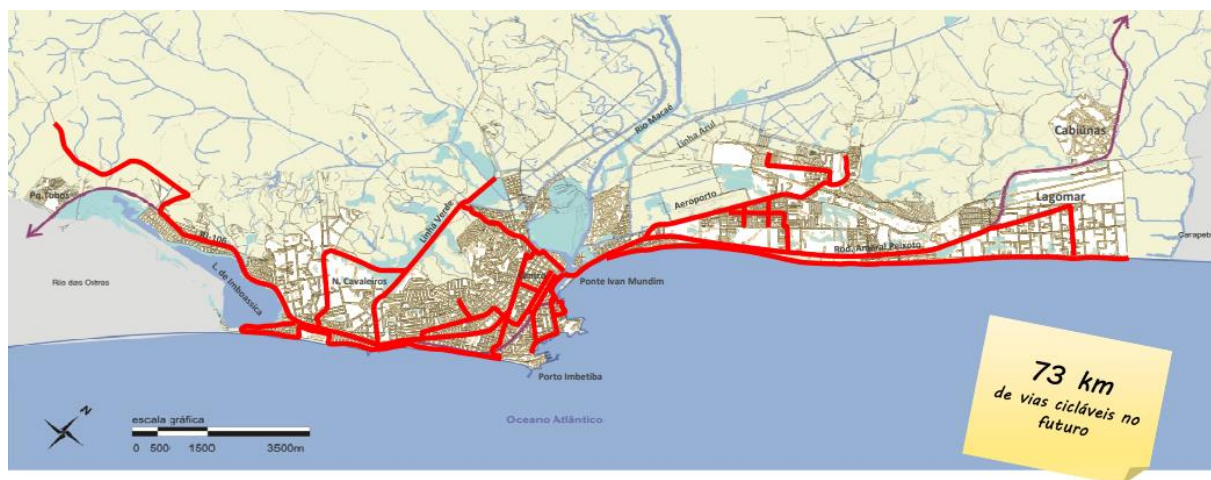 Rio Macaé
Linha Azul
Cabiúnas
Pq.Tubos
Aeroporto
Lagomar
RJ-106
Linha Verde
Rod. Amaral Peixoto
Carapeb
L. de Imboassica
N. Cavaleiros
Ponte Ivan Mundim
Rio das Ostras
Porto Imbetiba
73 km
de vias cicláveis no
futuro
N
escala gráfica
Oceano Atlântico
0 500 1500 3500m